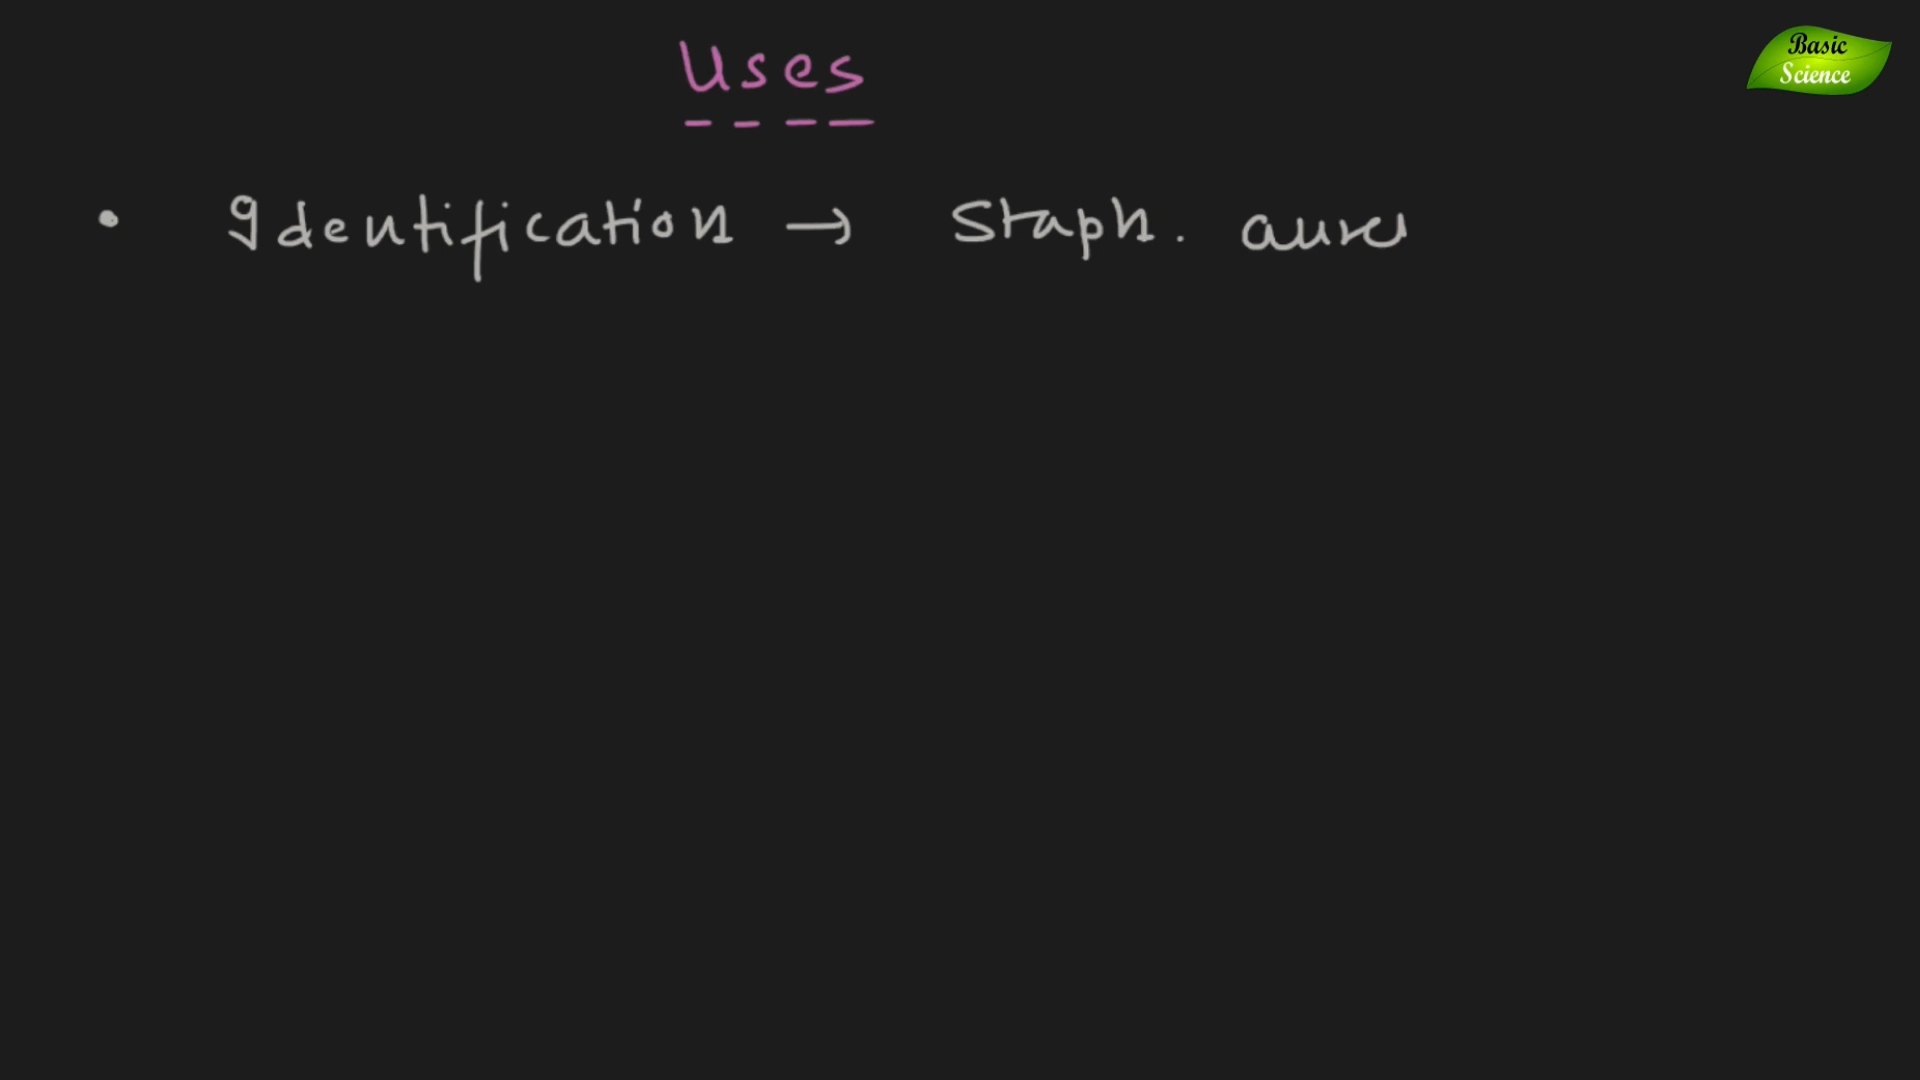 Uses
Basic
Science
• Identification → Staph. aure